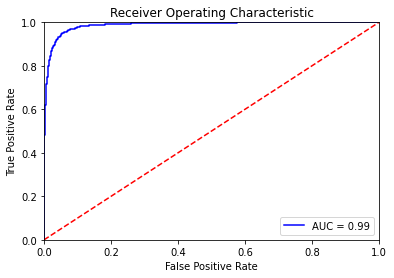 Receiver Operating Characteristic
1.0
0.8
0.6
0.4
0.2
0.0
True Positive Rate
AUC = 0.99
0.0 0.2 0.4 0.6 0.8 1.0
False Positive Rate